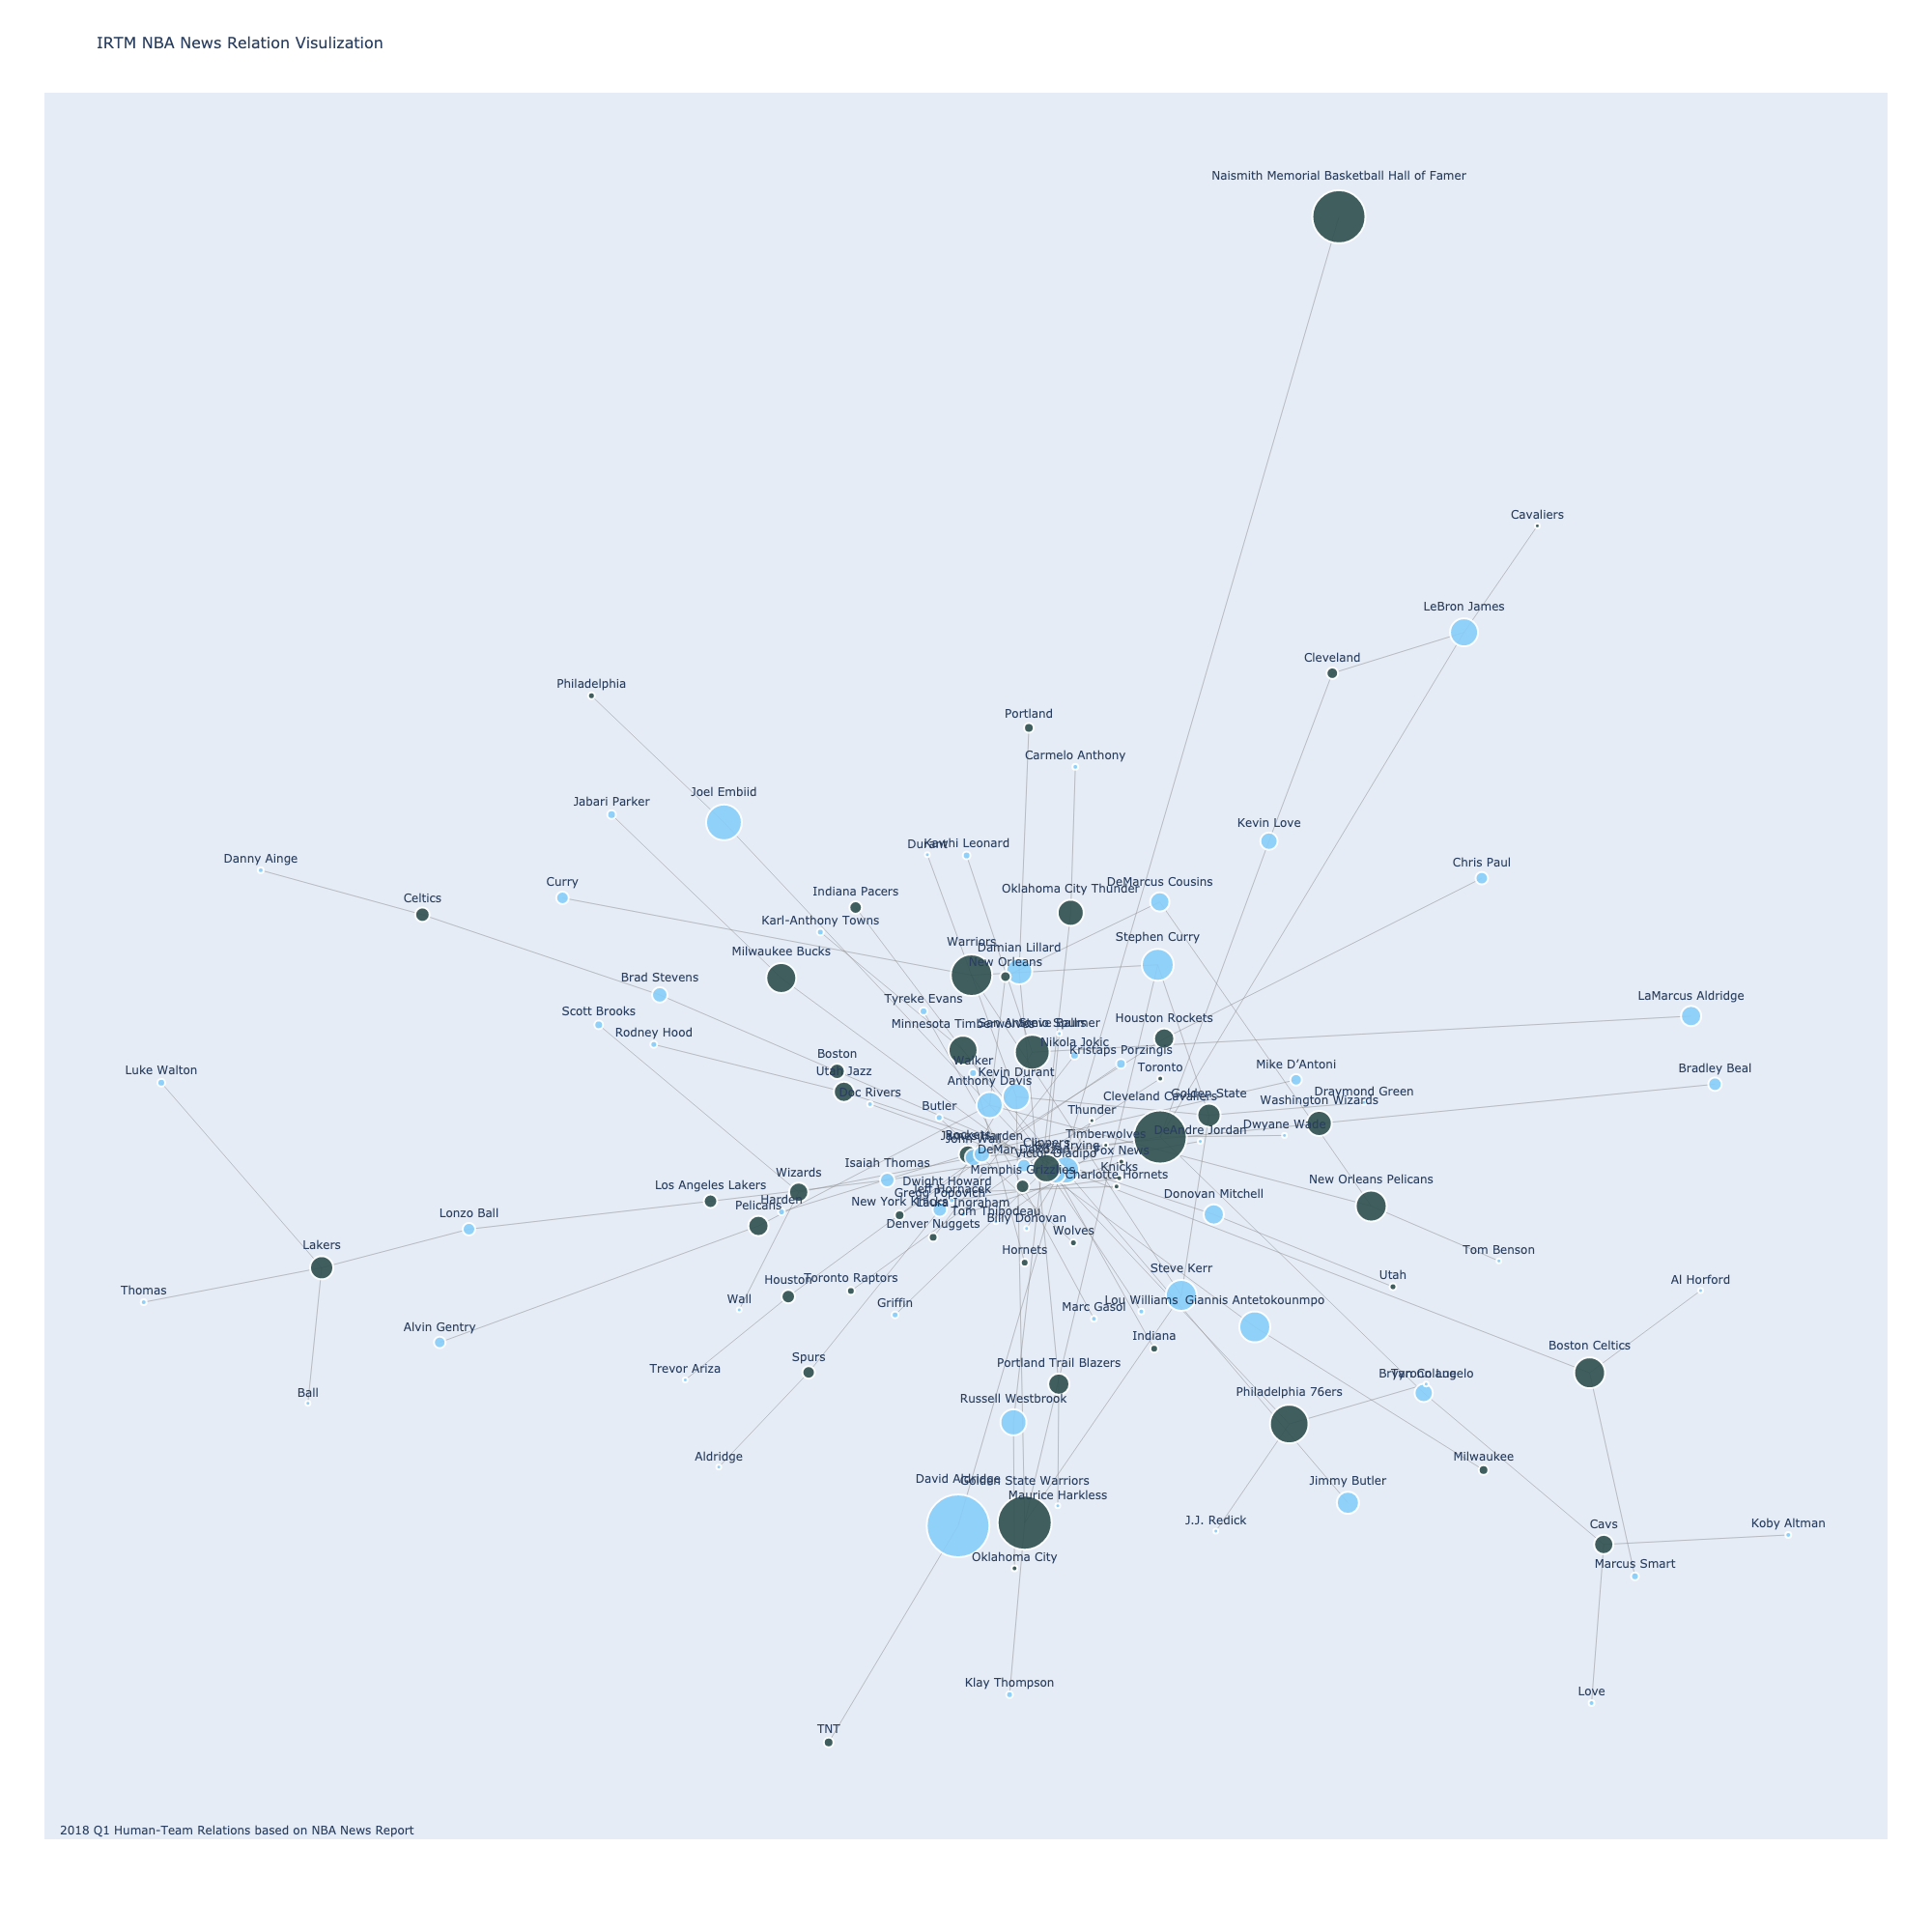 IRTM NBA News Relation Visulization
Naismith Memorial Basketball Hall of Famer
Cavaliers
LeBron James
Cleveland
Philadelphia
Portland
Carmelo Anthony
Joel Embiid
Jabari Parker
Kevin Love
Durant
Kawhi Leonard
Danny Ainge
Chris Paul
Curry
DeMarcus Cousins
Oklahoma City Thunder
Indiana Pacers
Celtics
Karl-Anthony Towns
Stephen Curry
Warriors
Damian Lillard
Milwaukee Bucks
New Orleans
Brad Stevens
LaMarcus Aldridge
Tyreke Evans
Scott Brooks
Houston Rockets
Minnesota Timberwolves
San Antonio Spurs
Steve Ballmer
Rodney Hood
Nikola Jokic
Kristaps Porzingis
Boston
Walker
Toronto
Mike D’Antoni
Bradley Beal
Luke Walton
Utah Jazz
Kevin Durant
Anthony Davis
Doc Rivers
Golden State
Draymond Green
Cleveland Cavaliers
Washington Wizards
Butler
Thunder
Dwyane Wade
DeAndre Jordan
Timberwolves
Rockets
James Harden
John Wall
Clippers
Kyrie Irving
DeMar DeRozan
Victor Oladipo
Fox News
Isaiah Thomas
Knicks
Memphis Grizzlies
Charlotte Hornets
Wizards
New Orleans Pelicans
Dwight Howard
Los Angeles Lakers
Jeff Hornacek
Gregg Popovich
Donovan Mitchell
Harden
New York Knicks
Laura Ingraham
Pelicans
Tom Thibodeau
Lonzo Ball
Billy Donovan
Denver Nuggets
Wolves
Lakers
Hornets
Tom Benson
Steve Kerr
Utah
Houston
Toronto Raptors
Al Horford
Thomas
Wall
Griffin
Marc Gasol
Lou Williams
Giannis Antetokounmpo
Alvin Gentry
Indiana
Boston Celtics
Spurs
Portland Trail Blazers
Trevor Ariza
Bryan Colangelo
Tyronn Lue
Ball
Philadelphia 76ers
Russell Westbrook
Aldridge
Milwaukee
David Aldridge
Golden State Warriors
Jimmy Butler
Maurice Harkless
J.J. Redick
Cavs
Koby Altman
Oklahoma City
Marcus Smart
Klay Thompson
Love
TNT
2018 Q1 Human-Team Relations based on NBA News Report